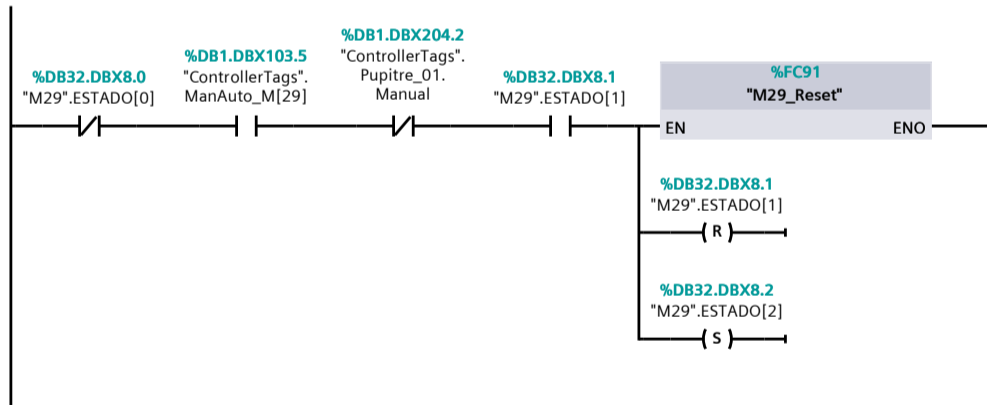 %DB32.DBX8.0
"M29".ESTADO[0]
%DB1.DBX103.5
"ControllerTags".
ManAuto_M[29]
%DB1.DBX204.2
"ControllerTags".
Pupitre_01.
Manual
%DB32.DBX8.1
"M29".ESTADO[1]
%FC91
"M29_Reset"
EN
ENO
%DB32.DBX8.1
"M29".ESTADO[1]
R
%DB32.DBX8.2
"M29".ESTADO[2]
S